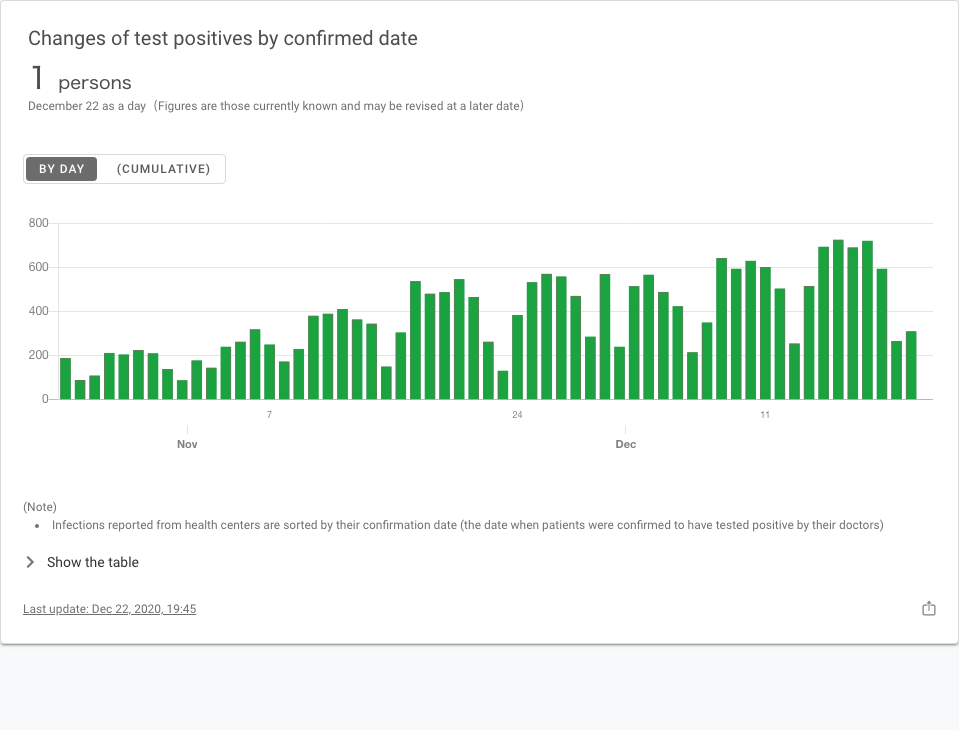 Changes of test positives by confirmed date
1 persons
December 22 as a day (Figures are those currently known and may be revised at a later date)
BY DAY (CUMULATIVE)
800
600
400
200
0
7 24 11
Nov Dec
(Note)
• Infections reported from health centers are sorted by their confirmation date (the date when patients were confirmed to have tested positive by their doctors)
Show the table
Last update: Dec 22, 2020, 19:45